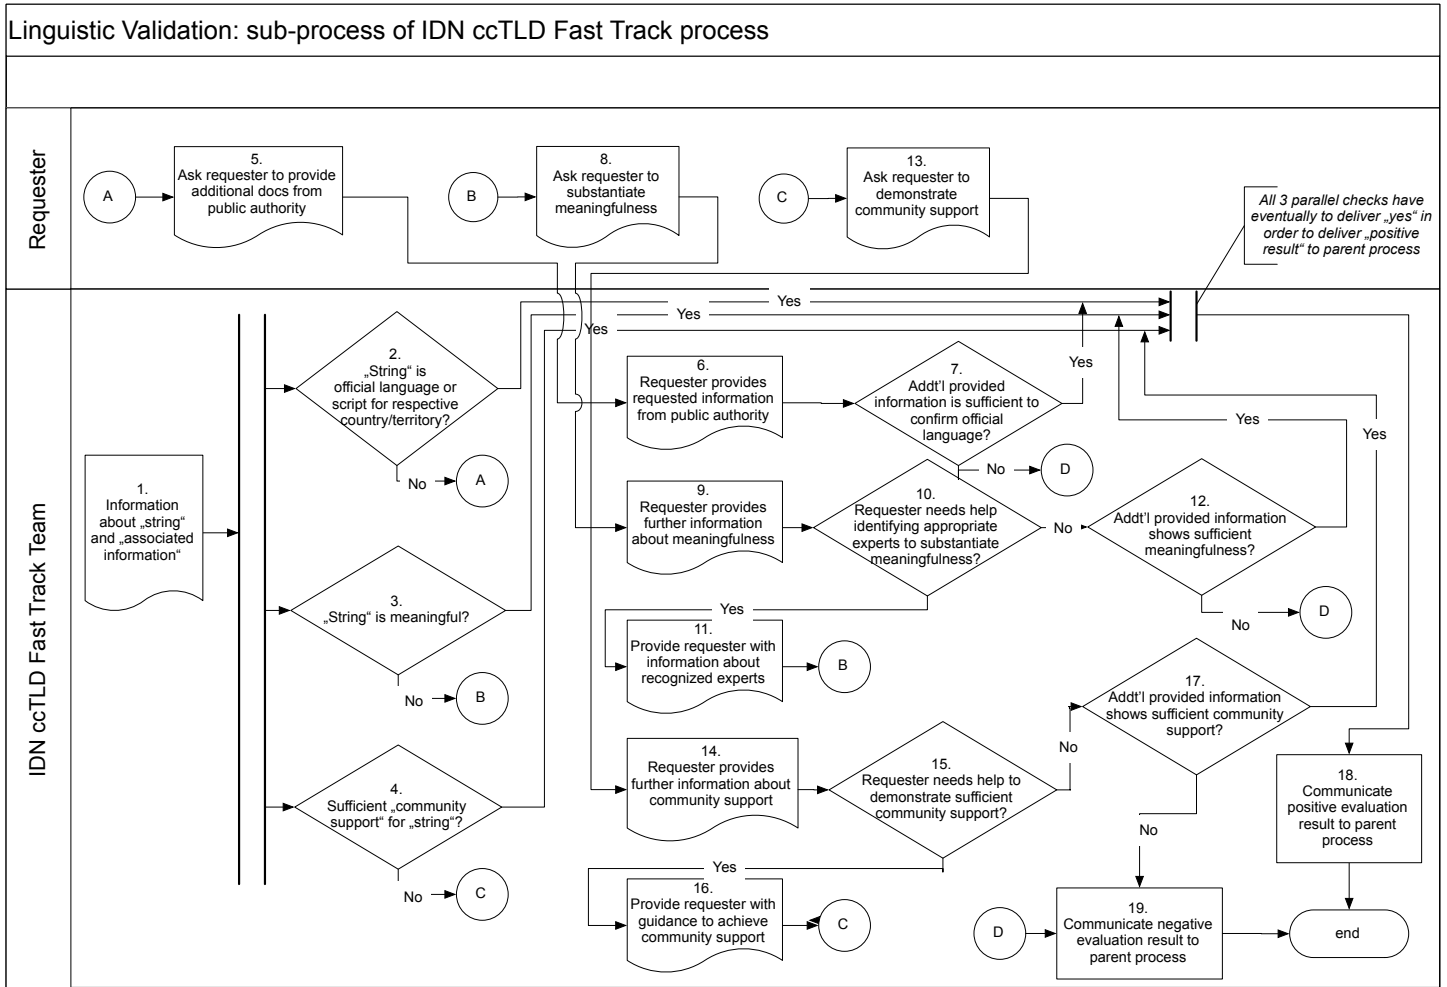 Linguistic Validation: sub-process of IDN ccTLD Fast Track process
Requester
A
5.
Ask requester to provide
additional docs from
public authority
B
8.
Ask requester to
substantiate
meaningfulness
C
13.
Ask requester to
demonstrate
community support
All 3 parallel checks have
eventually to deliver „yes“ in
order to deliver „positive
result“ to parent process
IDN ccTLD Fast Track Team
1.
Information
about „string“
and „associated
information“
2.
„String“ is
official language or
script for respective
country/territory?
Yes
No
A
3.
„String“ is meaningful?
Yes
No
B
4.
Sufficient „community
support“ for „string“?
Yes
No
C
6.
Requester provides
requested information
from public authority
7.
Addt’l provided
information is sufficient to
confirm official
language?
Yes
No
D
9.
Requester provides
further information
about meaningfulness
10.
Requester needs help
identifying appropriate
experts to substantiate
meaningfulness?
No
Yes
11.
Provide requester with
information about
recognized experts
B
12.
Addt’l provided information
shows sufficient
meaningfulness?
Yes
No
D
14.
Requester provides
further information about
community support
15.
Requester needs help to
demonstrate sufficient
community support?
No
Yes
16.
Provide requester with
guidance to achieve
community support
C
17.
Addt’l provided information
shows sufficient community
support?
Yes
No
18.
Communicate
positive evaluation
result to parent
process
D
19.
Communicate negative
evaluation result to
parent process
end